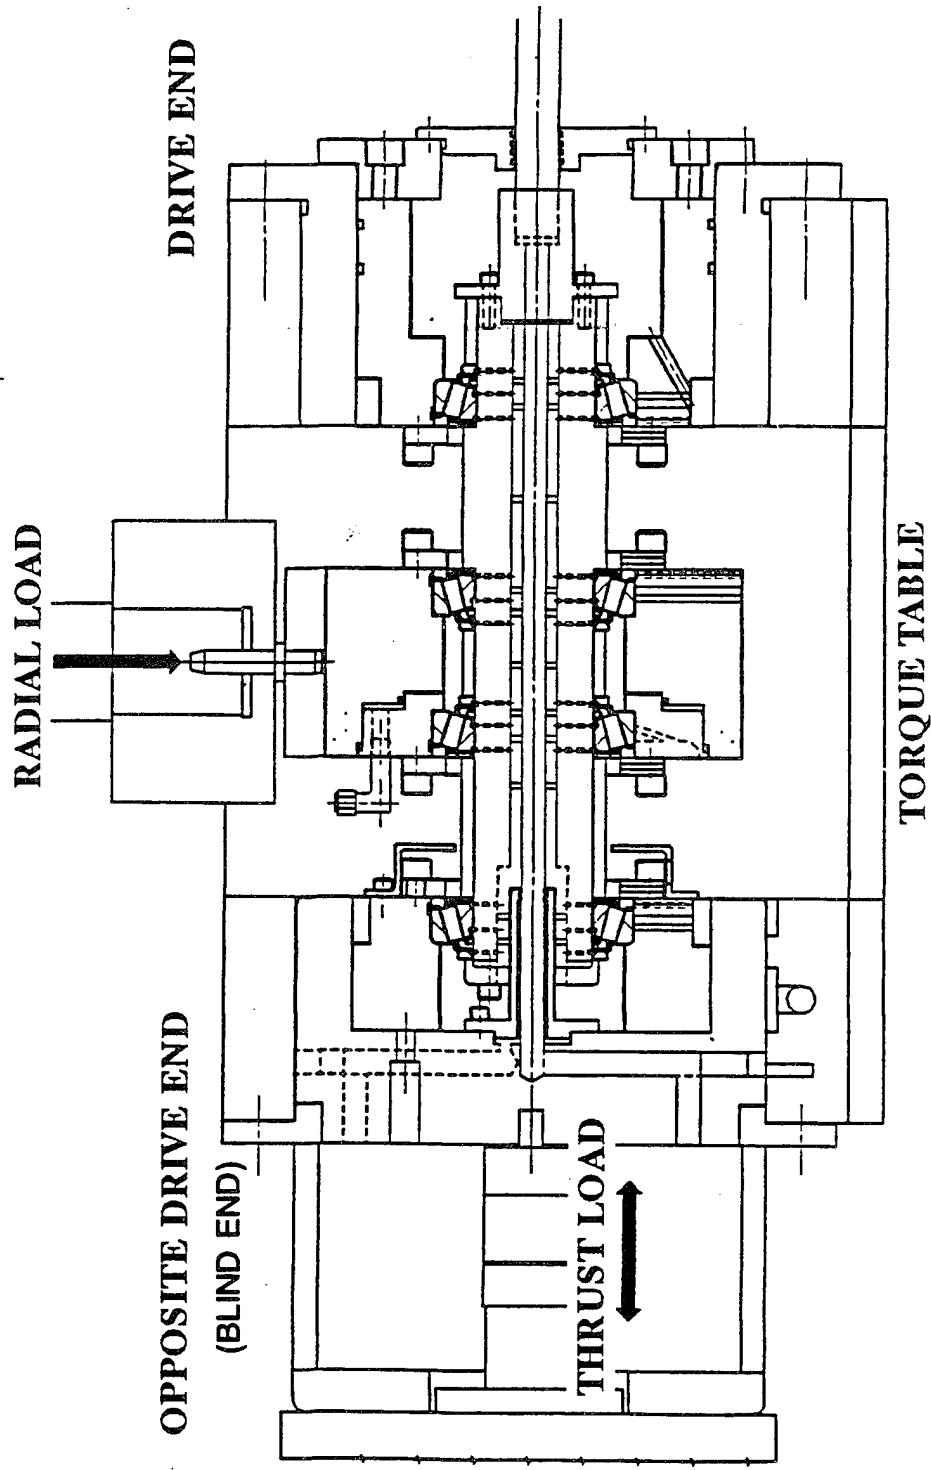 DRIVE END
RADIAL LOAD
TORQUE TABLE
OPPOSITE DRIVE END
(BLIND END)
THRUST LOAD